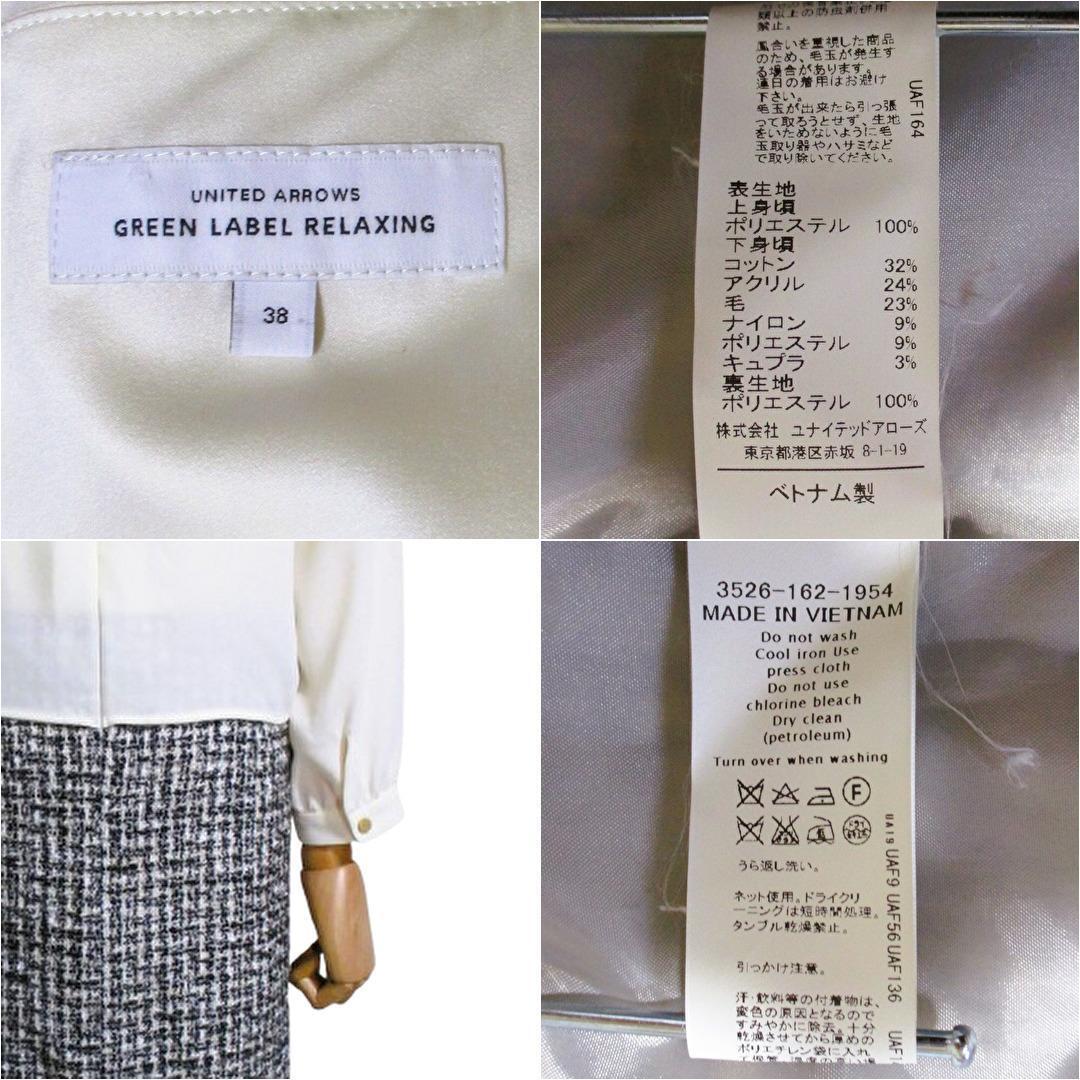 UNITED ARROWS
GREEN LABEL RELAXING
38
類以上の防虫剤併用
禁止。
風合いを重視した商品
のため、毛玉が発生す
る場合があります。
連日の着用はお避け
下さい。
毛玉が出来たら引っ張
って取ろうとせず、生地
をいためないように毛
玉取り器やハサミなど
で取り除いてください。
UAF164
表生地
上身頃
ポリエステル 100%
下身頃
コットン 32%
アクリル 24%
毛 23%
ナイロン 9%
ポリエステル 9%
キュプラ 3%
裏生地
ポリエステル 100%
株式会社 ユナイテッドアローズ
東京都港区赤坂 8-1-19
ベトナム製
3526-162-1954
MADE IN VIETNAM
Do not wash
Cool iron Use
press cloth
Do not use
chlorine bleach
Dry clean
(petroleum)
Turn over when washing
F
うら返し洗い。
ネット使用。ドライクリ
ーニングは短時間処理。
タンブル乾燥禁止。
引っかけ注意。
汗・飲料等の付着物は、
変色の原因となるので
すみやかに除去。十分
乾燥させてから厚めの
ポリエチレン袋に入れ
UA19 UAF9 UAF56 UAF136 UAF1